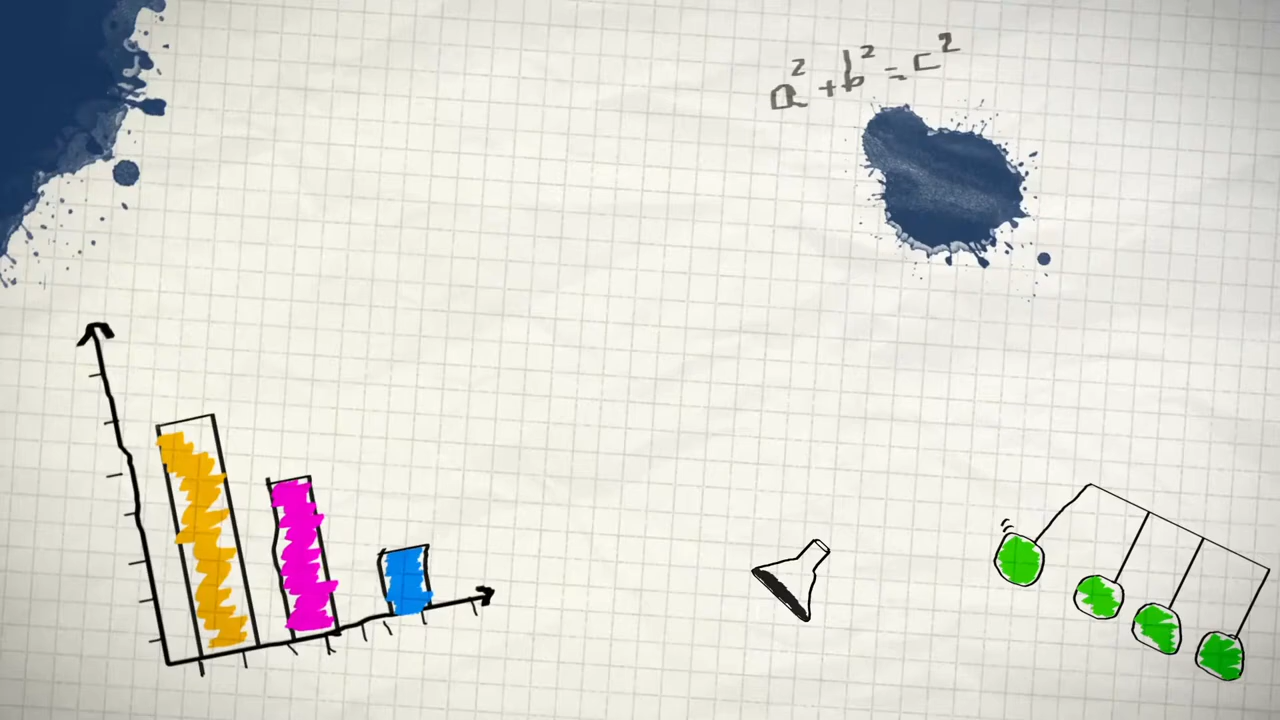 a² + b² = c²